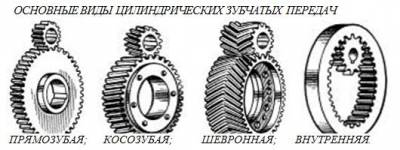 ОСНОВНЫЕ ВИДЫ ЦИЛИНДРИЧЕСКИХ ЗУБЧАТЫХ ПЕРЕДАЧ
ПРЯМОЗУБАЯ; КОСОЗУБАЯ; ШЕВРОННАЯ; ВНУТРЕННЯЯ.